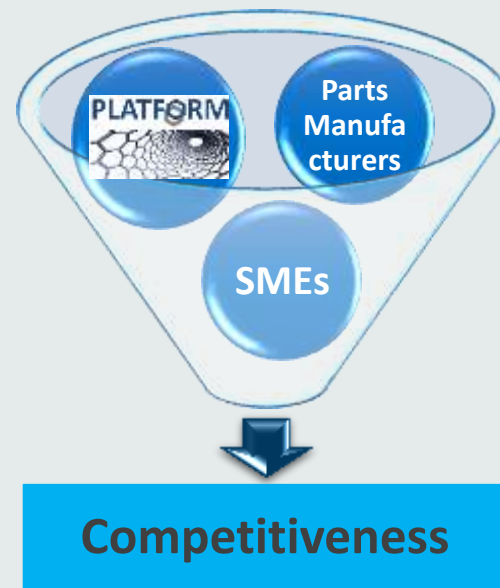 PLATFORM
Parts
Manufa
cturers
SMEs
Competitiveness